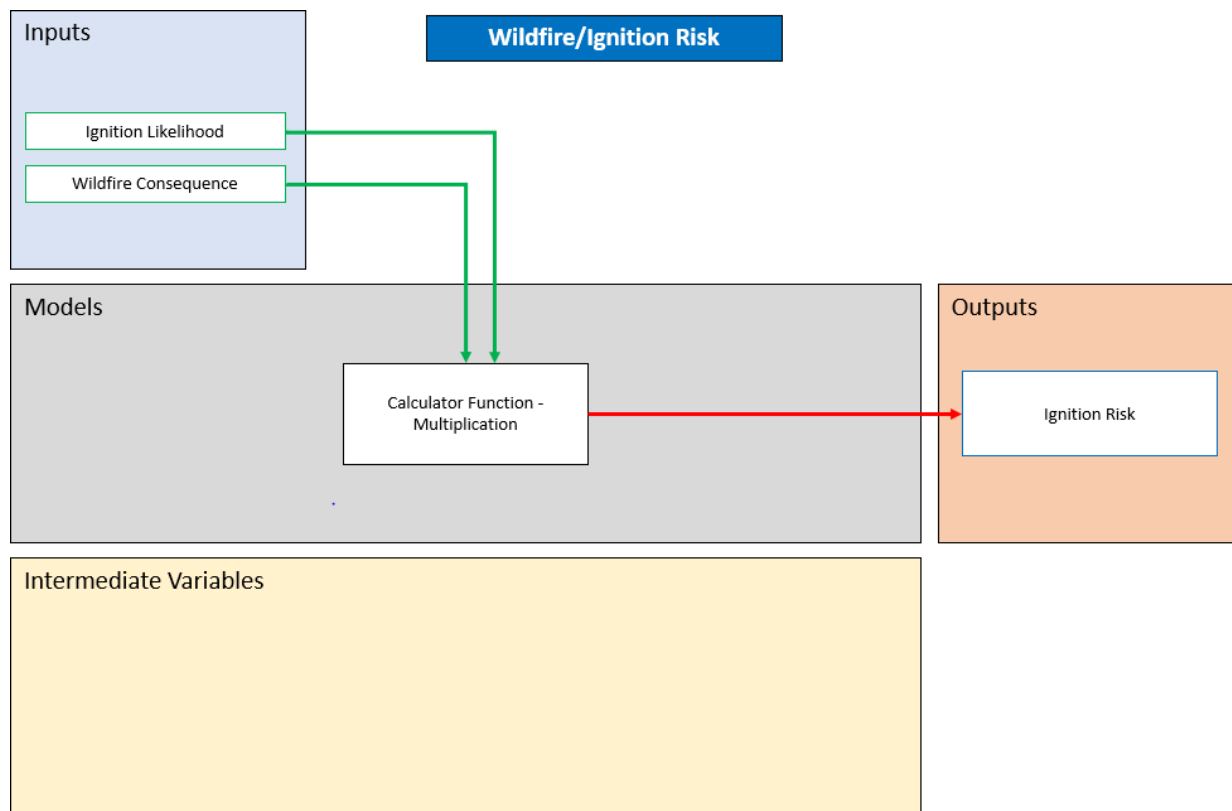 Inputs
Wildfire/Ignition Risk
Ignition Likelihood
Wildfire Consequence
Models
Outputs
Calculator Function -
Multiplication
Ignition Risk
Intermediate Variables